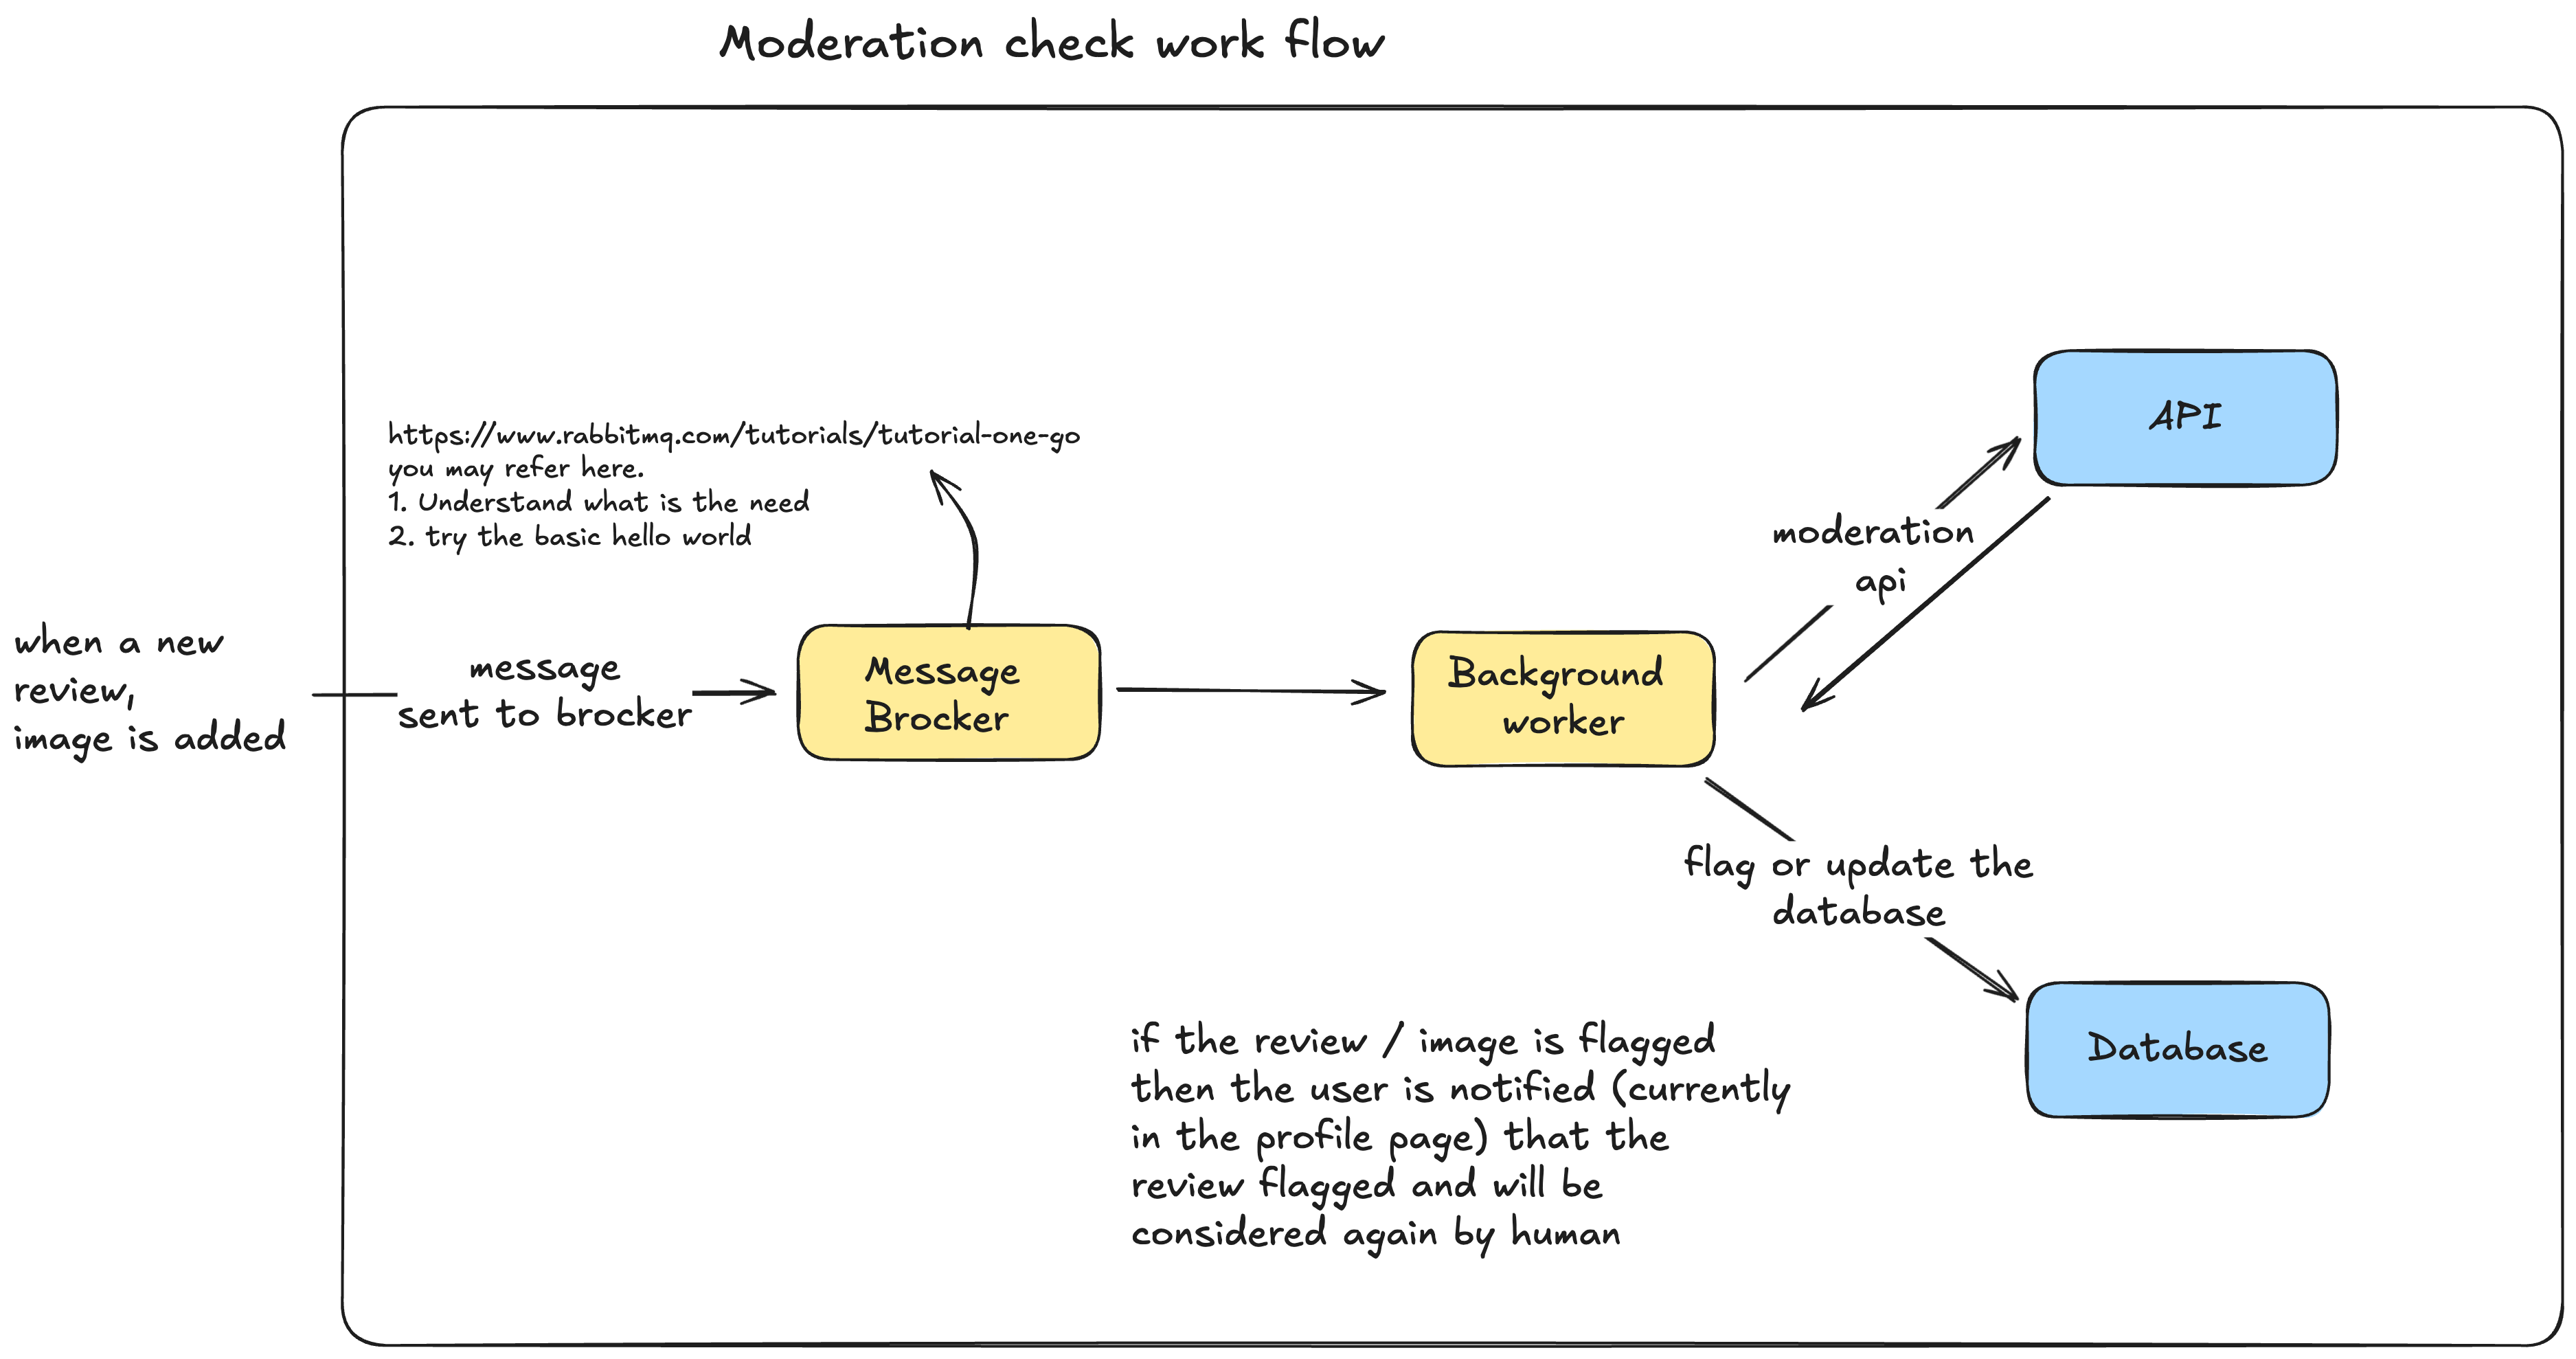 Moderation check work flow
https://www.rabbitmq.com/tutorials/tutorial-one-go
you may refer here.
1. Understand what is the need
2. try the basic hello world
when a new
review,
image is added
message
sent to brocker
Message
Brocker
Background
worker
moderation
api
API
flag or update the
database
Database
if the review / image is flagged
then the user is notified (currently
in the profile page) that the
review flagged and will be
considered again by human